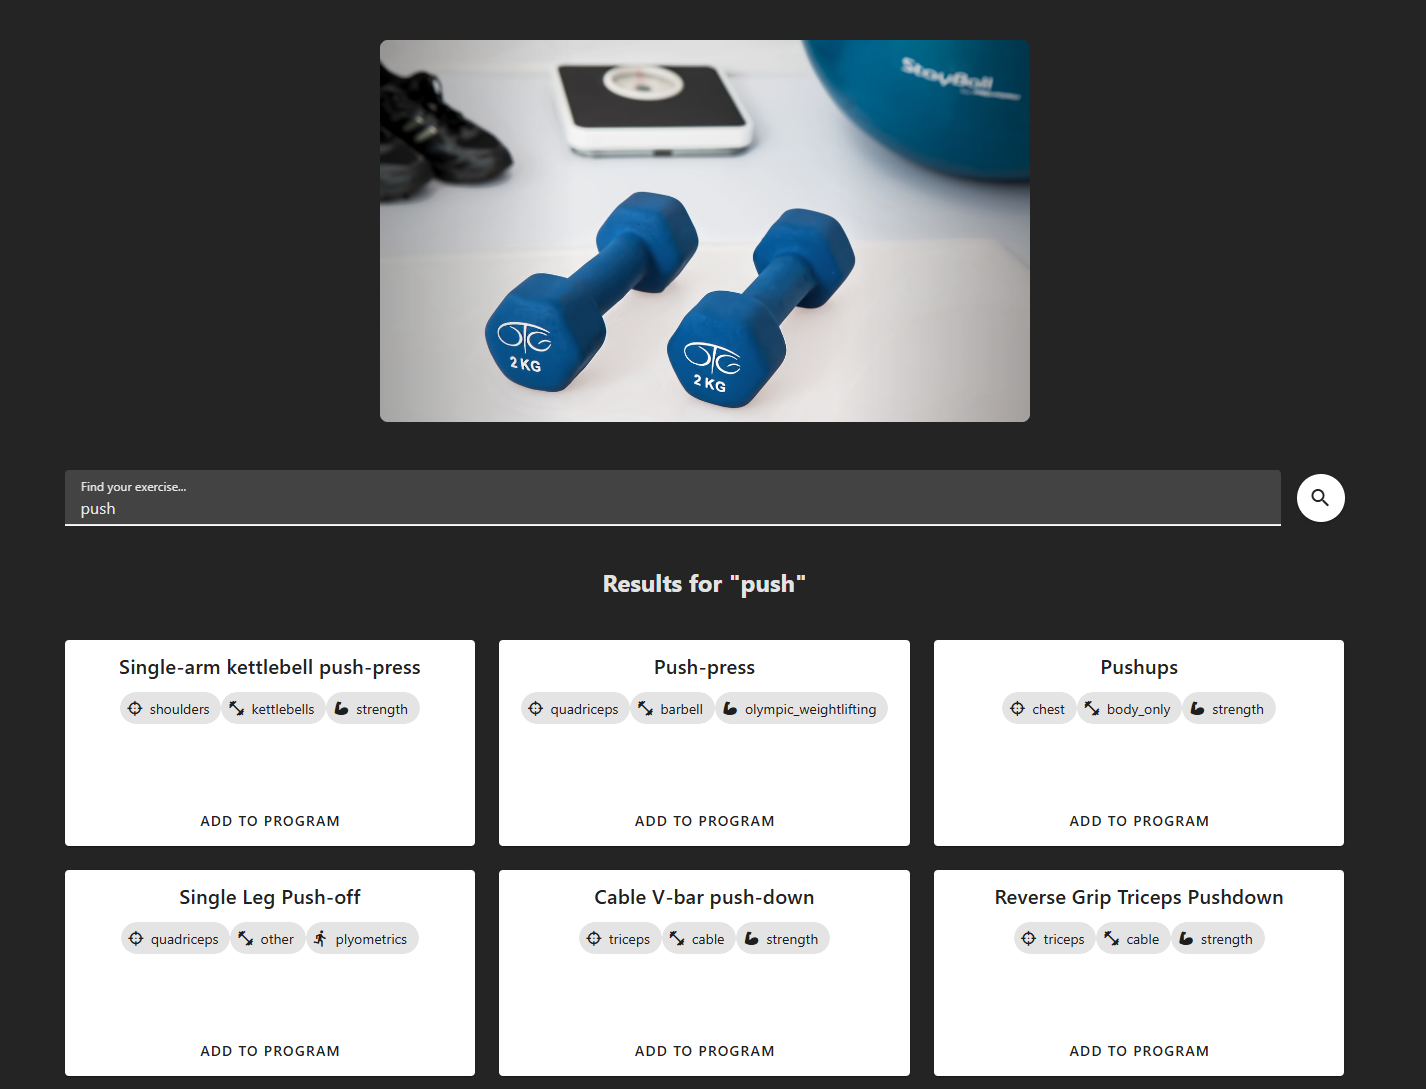 StayBall
OTG
2 KG
OTG
2 KG
Find your exercise...
push
Results for "push"
Single-arm kettlebell push-press
shoulders kettlebells strength
ADD TO PROGRAM
Push-press
quadriceps barbell olympic_weightlifting
ADD TO PROGRAM
Pushups
chest body_only strength
ADD TO PROGRAM
Single Leg Push-off
quadriceps other plyometrics
ADD TO PROGRAM
Cable V-bar push-down
triceps cable strength
ADD TO PROGRAM
Reverse Grip Triceps Pushdown
triceps cable strength
ADD TO PROGRAM